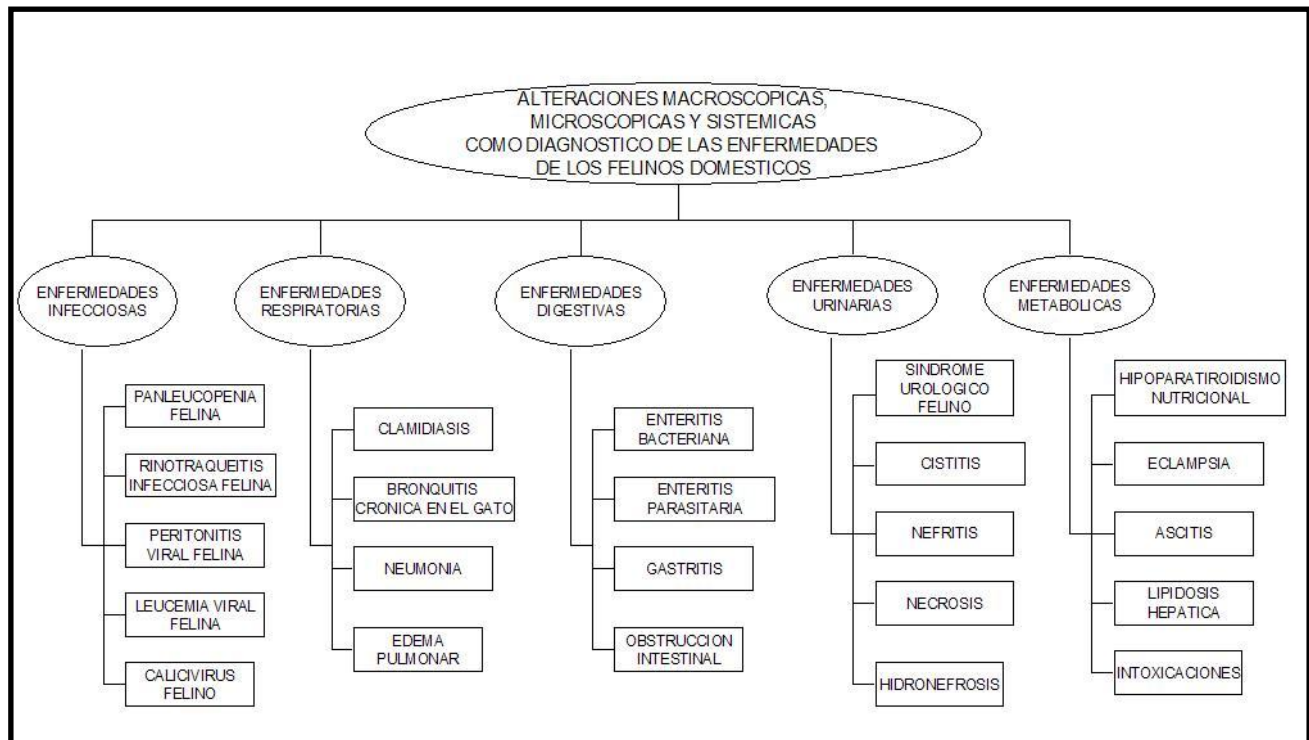 ALTERACIONES MACROSCOPICAS,
MICROSCOPICAS Y SISTEMICAS
COMO DIAGNOSTICO DE LAS ENFERMEDADES
DE LOS FELINOS DOMESTICOS
ENFERMEDADES
INFECCIOSAS
PANLEUCOPENIA
FELINA
RINOTRAQUEITIS
INFECCIOSA FELINA
PERITONITIS
VIRAL FELINA
LEUCEMIA VIRAL
FELINA
CALICIVIRUS
FELINO
ENFERMEDADES
RESPIRATORIAS
CLAMIDIASIS
BRONQUITIS
CRONICA EN EL GATO
NEUMONIA
EDEMA
PULMONAR
ENFERMEDADES
DIGESTIVAS
ENTERITIS
BACTERIANA
ENTERITIS
PARASITARIA
GASTRITIS
OBSTRUCCION
INTESTINAL
ENFERMEDADES
URINARIAS
SINDROME
UROLOGICO
FELINO
CISTITIS
NEFRITIS
NECROSIS
HIDRONEFROSIS
ENFERMEDADES
METABOLICAS
HIPOPARATIROIDISMO
NUTRICIONAL
ECLAMPSIA
ASCITIS
LIPIDOSIS
HEPATICA
INTOXICACIONES